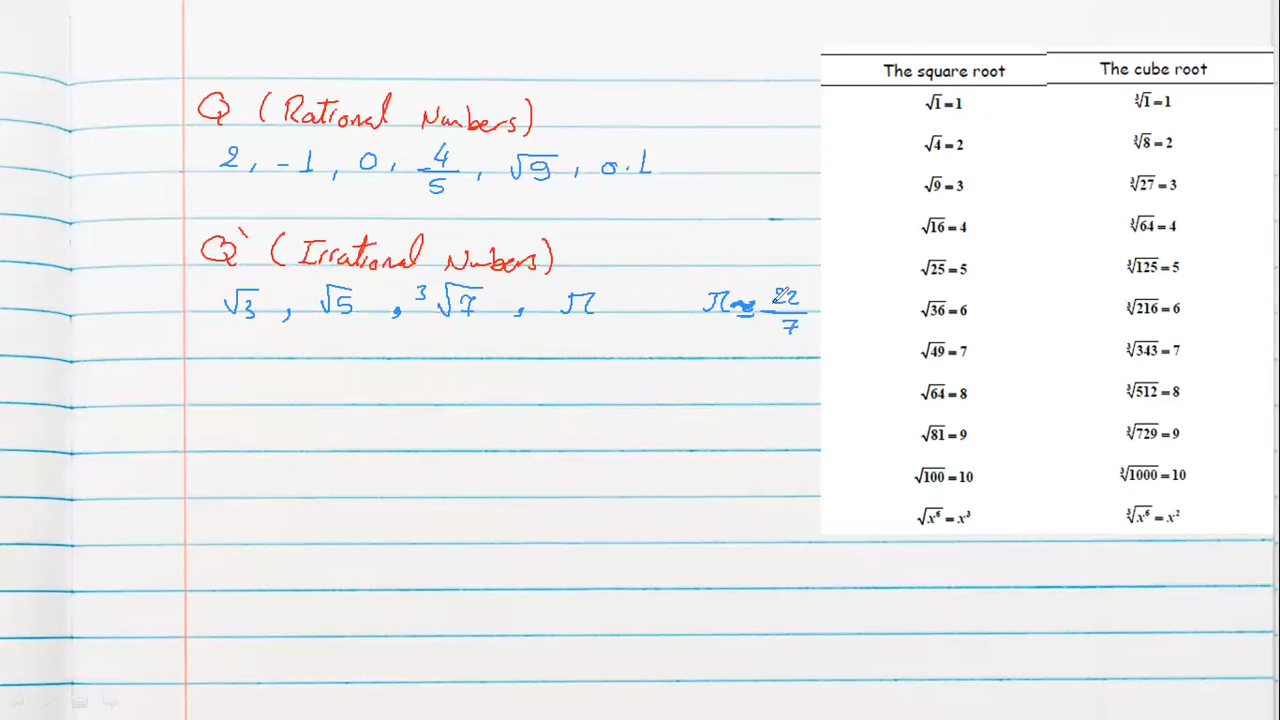 Q (Rational Numbers)
2, -1, 0, 4/5, √9, 0.1
Q` (Irrational Numbers)
√3, √5, ³√7, π π≈22/7
The square root The cube root
√1 = 1 ∛1 = 1
√4 = 2 ∛8 = 2
√9 = 3 ∛27 = 3
√16 = 4 ∛64 = 4
√25 = 5 ∛125 = 5
√36 = 6 ∛216 = 6
√49 = 7 ∛343 = 7
√64 = 8 ∛512 = 8
√81 = 9 ∛729 = 9
√100 = 10 ∛1000 = 10
√x⁶ = x³ ∛x⁶ = x²